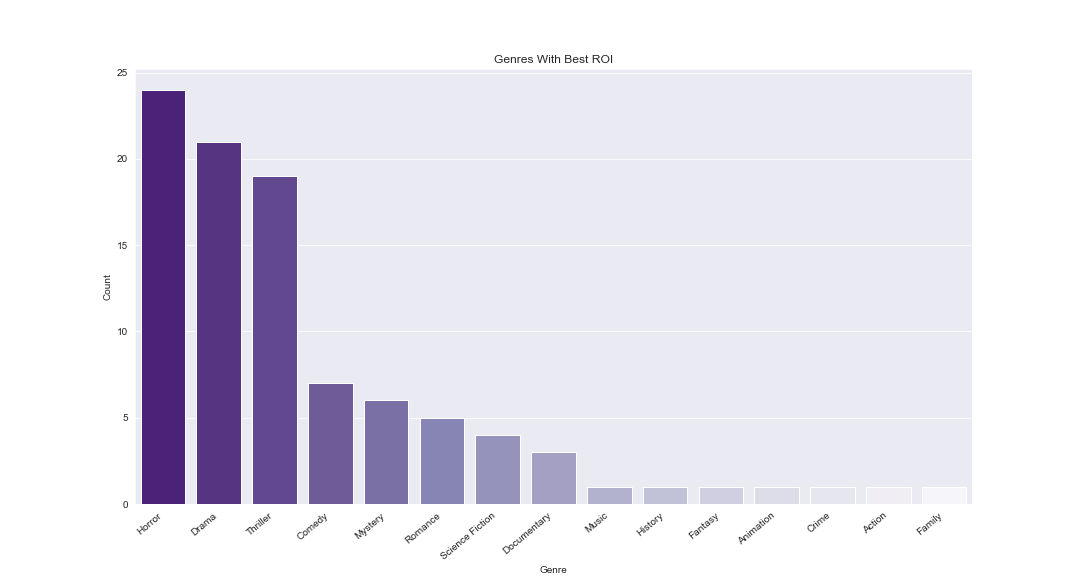 Genres With Best ROI
25
20
15
10
5
0
Count
Horror
Drama
Thriller
Comedy
Mystery
Romance
Science Fiction
Documentary
Music
History
Fantasy
Animation
Crime
Action
Family
Genre